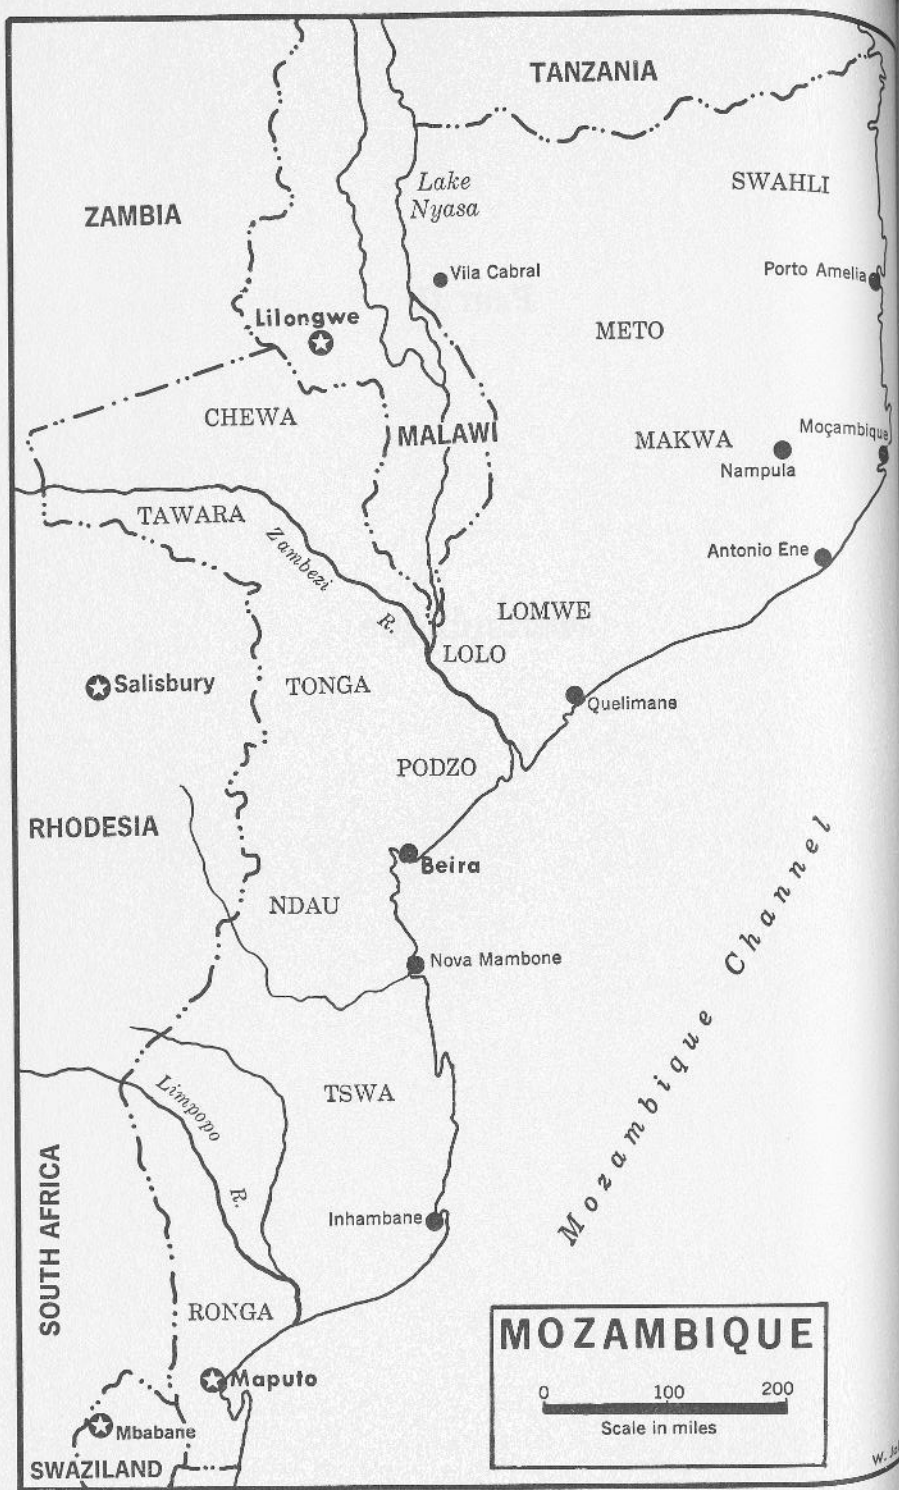 TANZANIA
SWAHLI
Lake
Nyasa
ZAMBIA
Vila Cabral
Porto Amelia
Lilongwe
METO
CHEWA
MALAWI
MAKWA
Moçambique
Nampula
TAWARA
Zambezi
R.
Antonio Ene
LOMWE
LOLO
Salisbury
TONGA
Quelimane
PODZO
RHODESIA
Beira
NDAU
Nova Mambone
Mozambique Channel
TSWA
Limpopo
R.
SOUTH AFRICA
Inhambane
RONGA
MOZAMBIQUE
Maputo
0 100 200
Scale in miles
Mbabane
SWAZILAND
W.